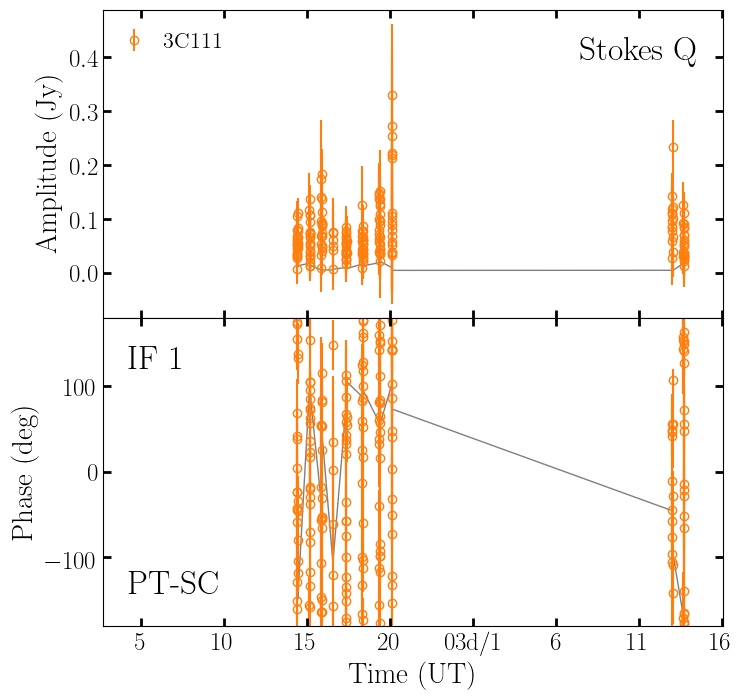 3C111
Stokes Q
Amplitude (Jy)
0.4
0.3
0.2
0.1
0.0
IF 1
PT-SC
Phase (deg)
100
0
−100
5 10 15 20 03d/1 6 11 16
Time (UT)